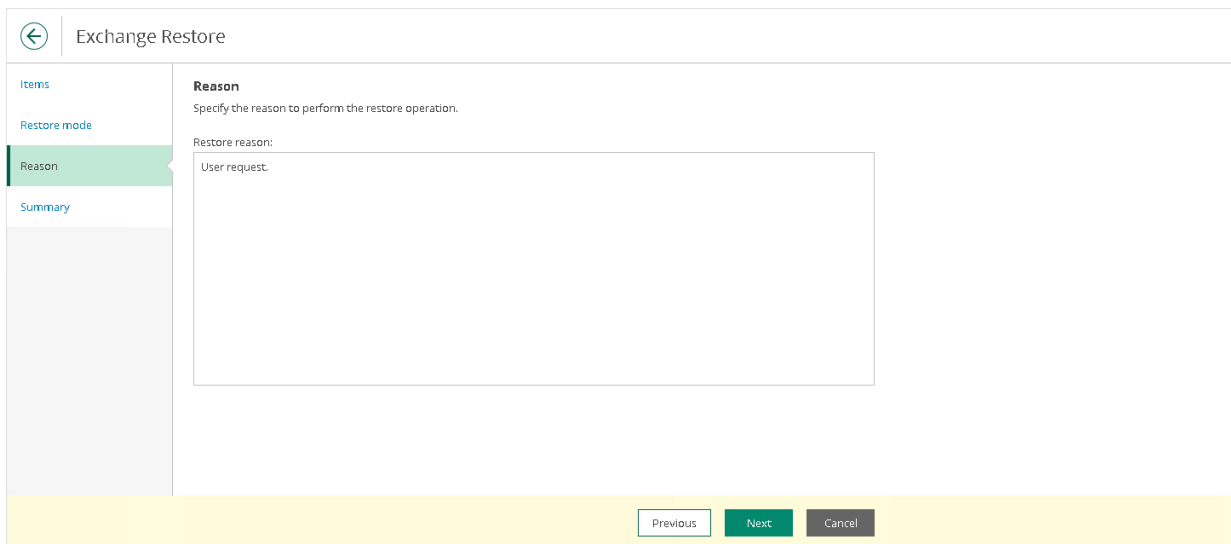 Exchange Restore
Items
Restore mode
Reason
Summary
Reason
Specify the reason to perform the restore operation.
Restore reason:
User request.
Previous Next Cancel